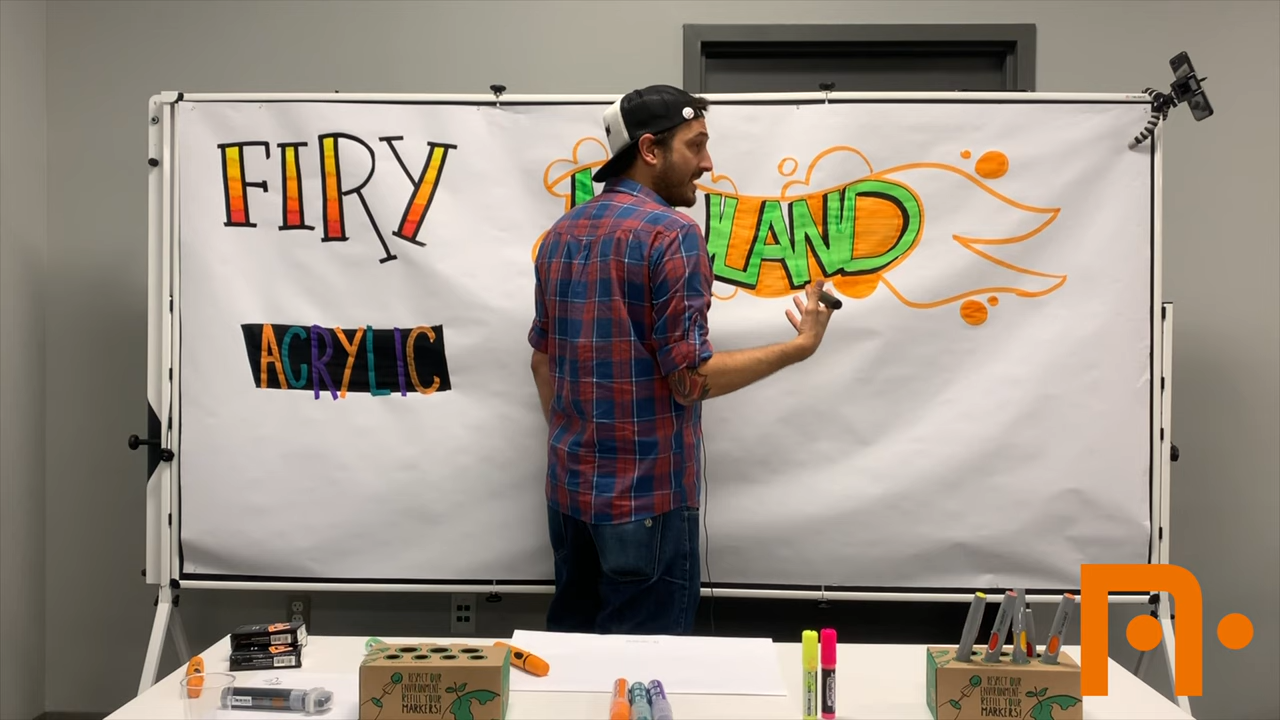 FIRY
LAND
ACRYLIC
RESPECT OUR
ENVIRONMENT-
REFILL YOUR
MARKERS!
RESPECT OUR
ENVIRONMENT-
REFILL YOUR
MARKERS!